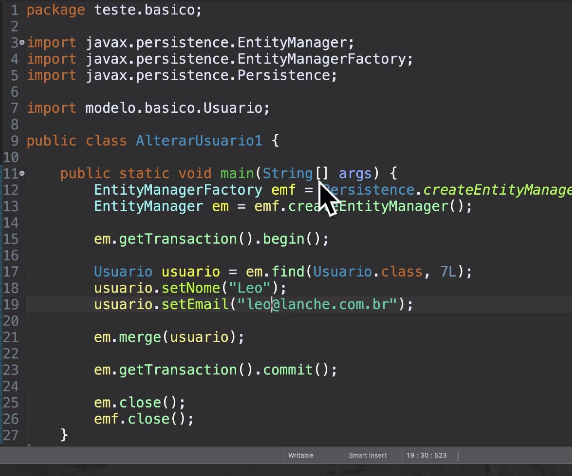 1 package teste.basico;
2
3 import javax.persistence.EntityManager;
4 import javax.persistence.EntityManagerFactory;
5 import javax.persistence.Persistence;
6
7 import modelo.basico.Usuario;
8
9 public class AlterarUsuario1 {
10
11 public static void main(String[] args) {
12 EntityManagerFactory emf = Persistence.createEntityManage
13 EntityManager em = emf.createEntityManager();
14
15 em.getTransaction().begin();
16
17 Usuario usuario = em.find(Usuario.class, 7L);
18 usuario.setNome("Leo");
19 usuario.setEmail("leo@lanche.com.br");
20
21 em.merge(usuario);
22
23 em.getTransaction().commit();
24
25 em.close();
26 emf.close();
27 }
Writable Smart Insert 19 : 30 : 523